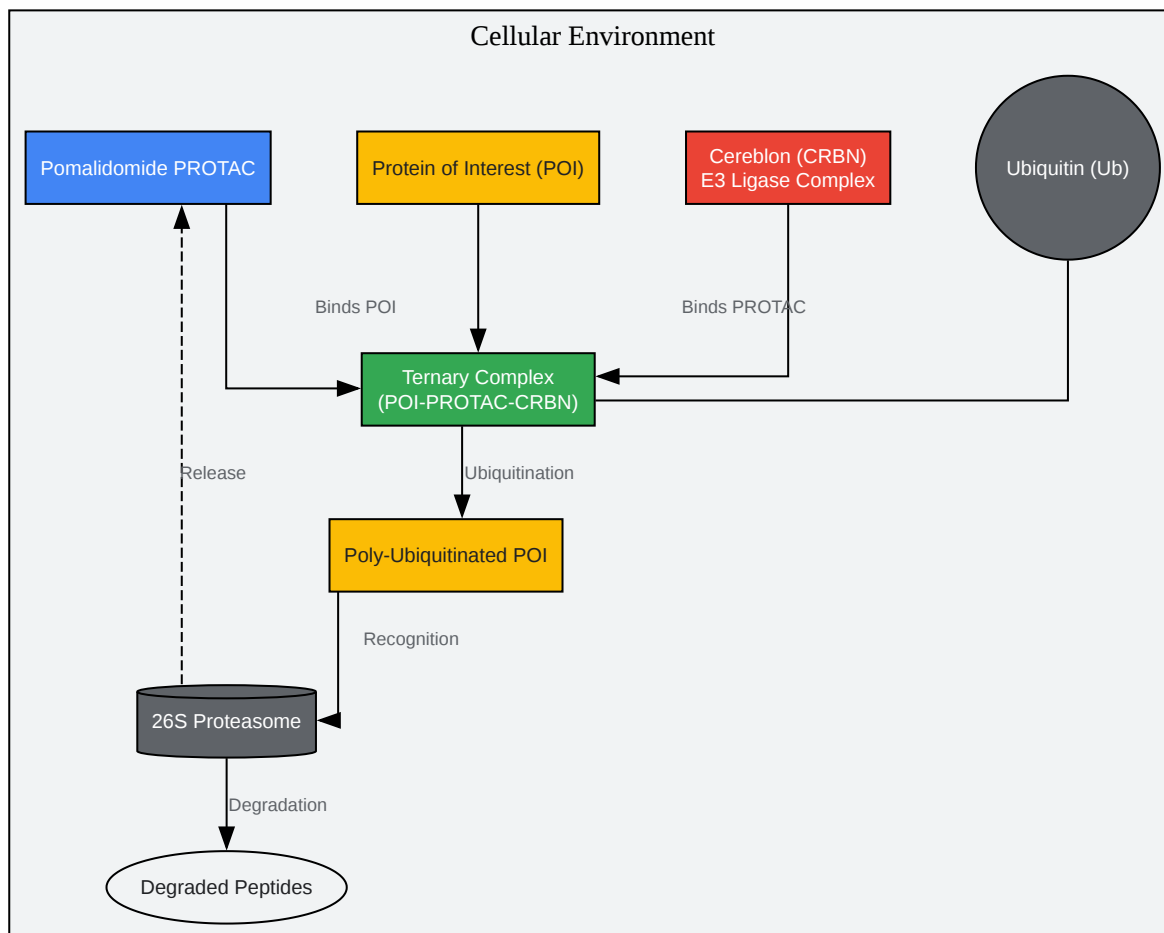 Cellular Environment
Pomalidomide PROTAC
Protein of Interest (POI)
Cereblon (CRBN)
E3 Ligase Complex
Ubiquitin (Ub)
Binds POI
Binds PROTAC
Ternary Complex
(POI-PROTAC-CRBN)
Release
Ubiquitination
Poly-Ubiquitinated POI
Recognition
26S Proteasome
Degradation
Degraded Peptides